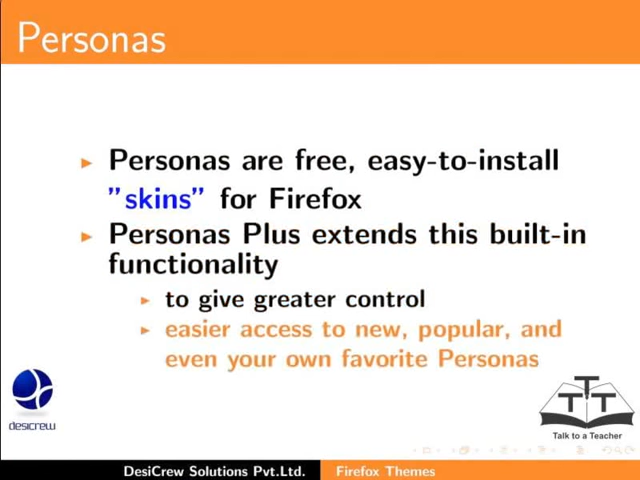 Personas
Personas are free, easy-to-install
”skins” for Firefox
Personas Plus extends this built-in
functionality
to give greater control
easier access to new, popular, and
even your own favorite Personas
desicrew
TTT
Talk to a Teacher
DesiCrew Solutions Pvt.Ltd. Firefox Themes